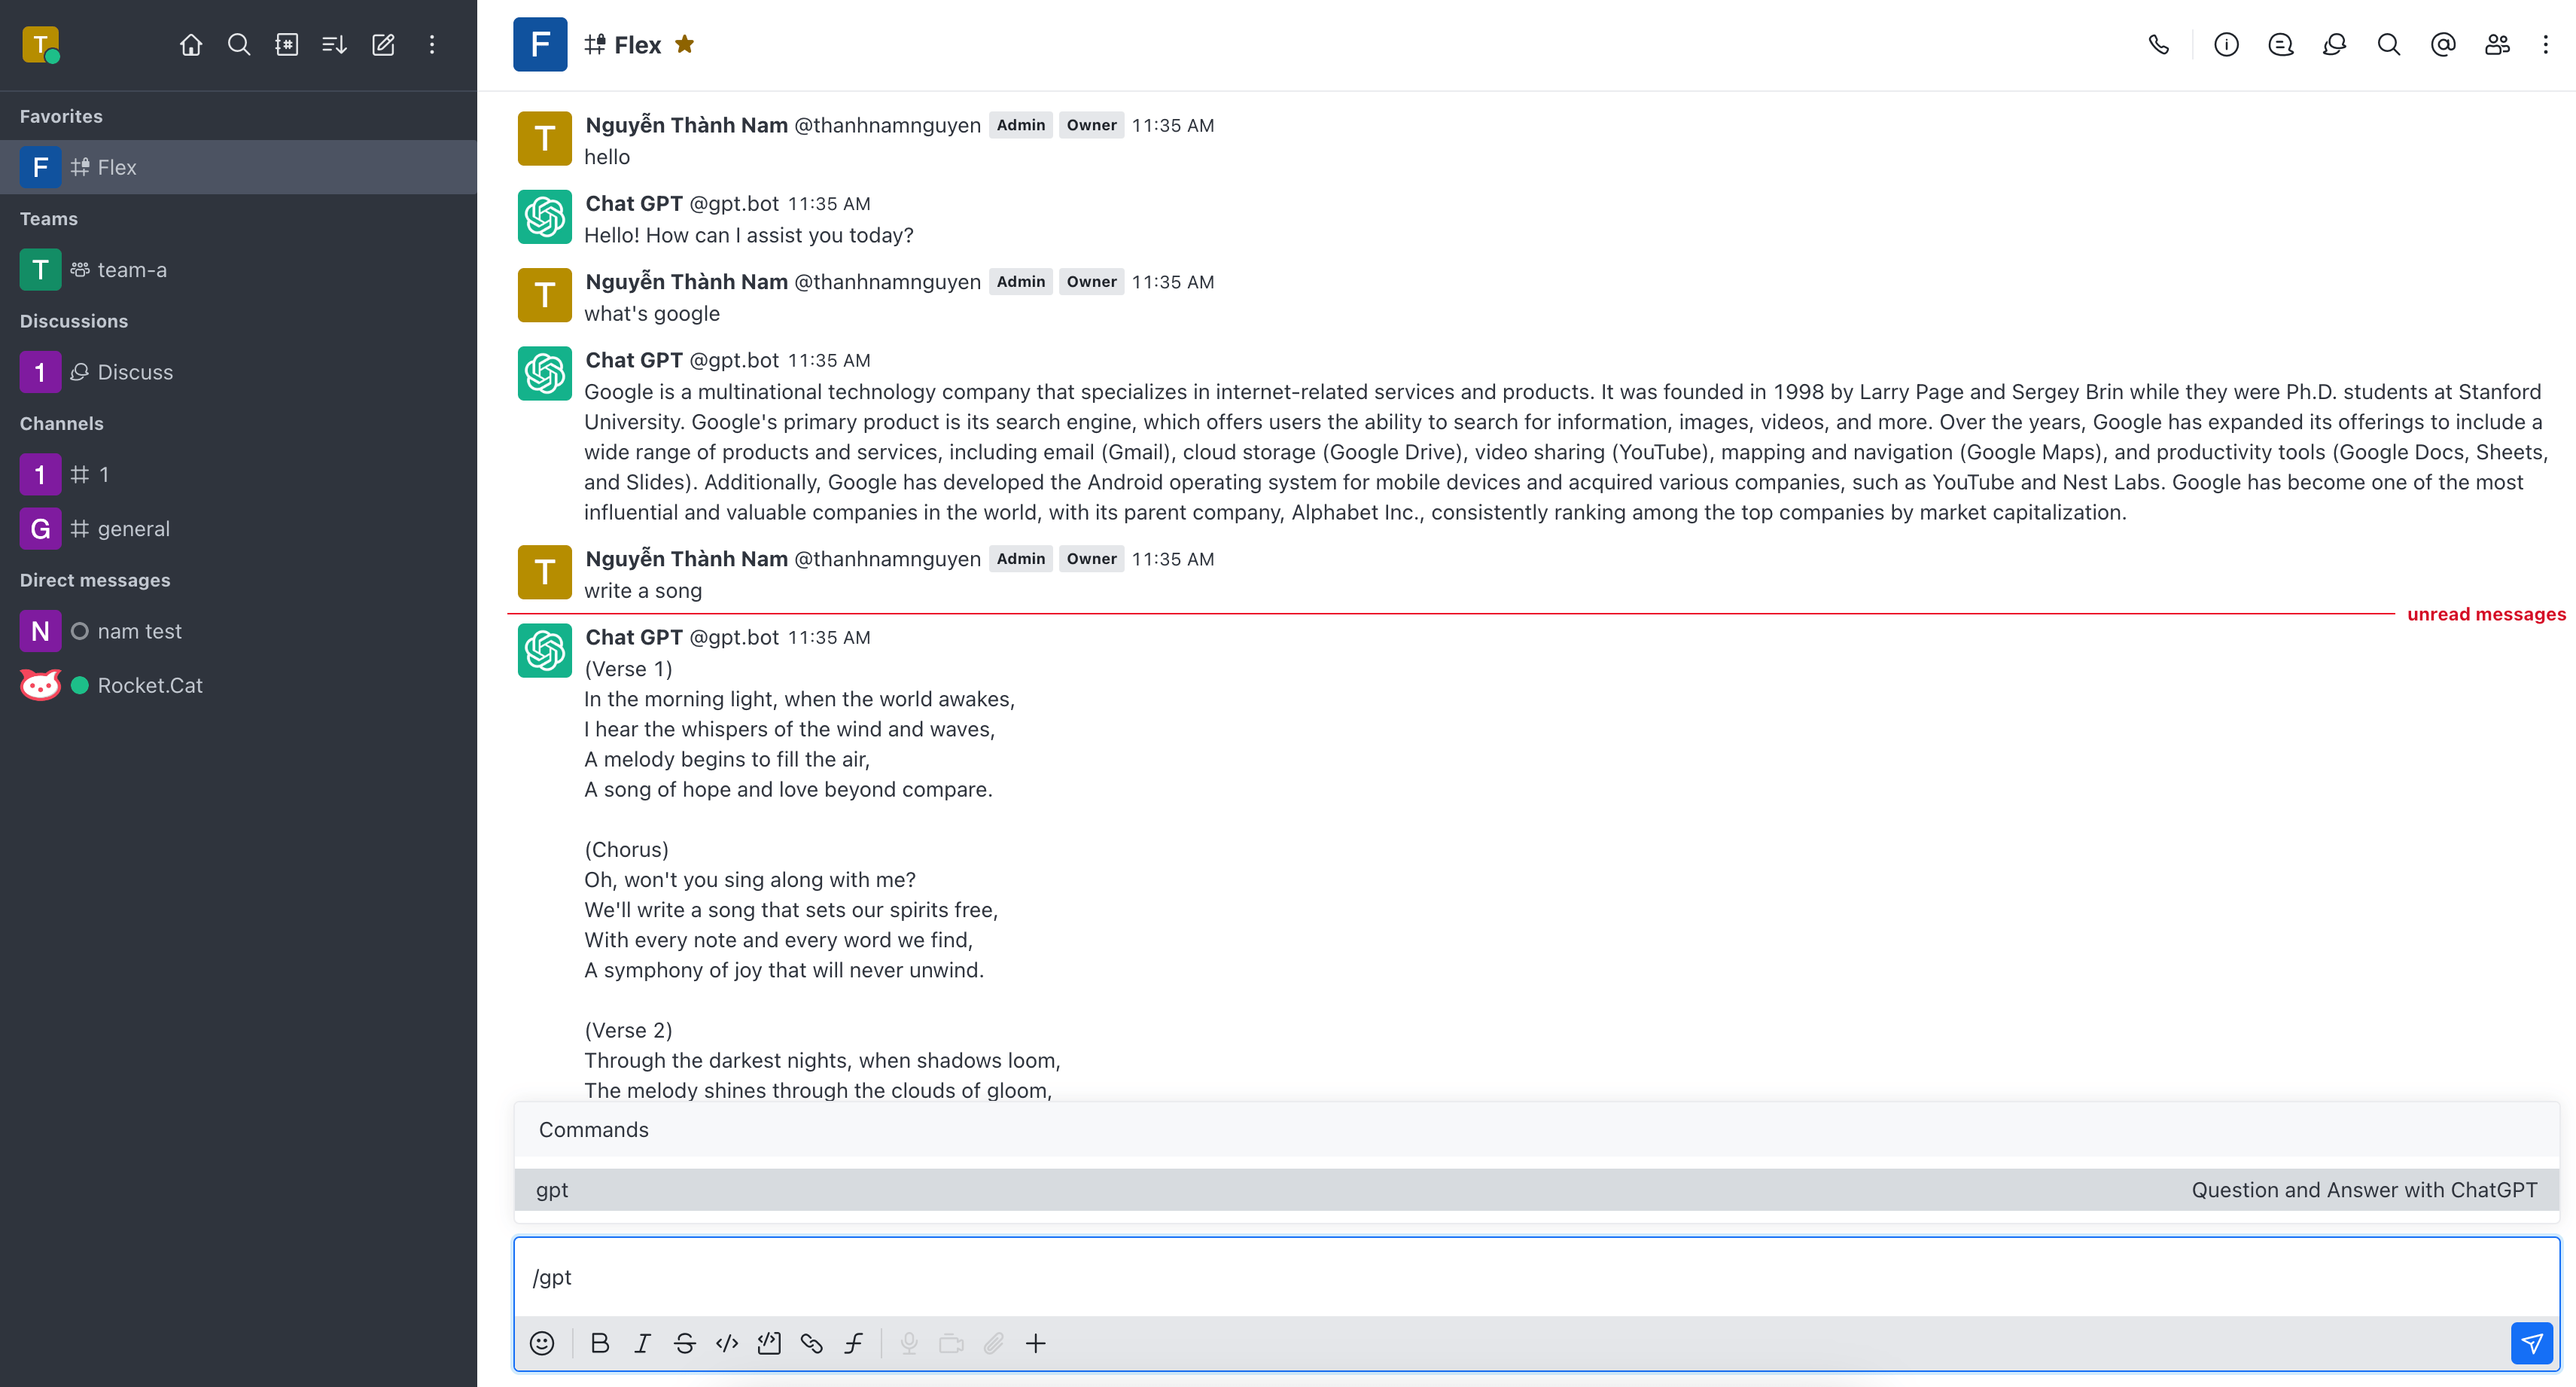 T
Favorites
F Flex
Teams
T team-a
Discussions
1 Discuss
Channels
1 1
G general
Direct messages
N nam test
Rocket.Cat
F Flex
T Nguyễn Thành Nam @thanhnamnguyen Admin Owner 11:35 AM
hello
Chat GPT @gpt.bot 11:35 AM
Hello! How can I assist you today?
T Nguyễn Thành Nam @thanhnamnguyen Admin Owner 11:35 AM
what's google
Chat GPT @gpt.bot 11:35 AM
Google is a multinational technology company that specializes in internet-related services and products. It was founded in 1998 by Larry Page and Sergey Brin while they were Ph.D. students at Stanford
University. Google's primary product is its search engine, which offers users the ability to search for information, images, videos, and more. Over the years, Google has expanded its offerings to include a
wide range of products and services, including email (Gmail), cloud storage (Google Drive), video sharing (YouTube), mapping and navigation (Google Maps), and productivity tools (Google Docs, Sheets,
and Slides). Additionally, Google has developed the Android operating system for mobile devices and acquired various companies, such as YouTube and Nest Labs. Google has become one of the most
influential and valuable companies in the world, with its parent company, Alphabet Inc., consistently ranking among the top companies by market capitalization.
T Nguyễn Thành Nam @thanhnamnguyen Admin Owner 11:35 AM
write a song
unread messages
Chat GPT @gpt.bot 11:35 AM
(Verse 1)
In the morning light, when the world awakes,
I hear the whispers of the wind and waves,
A melody begins to fill the air,
A song of hope and love beyond compare.
(Chorus)
Oh, won't you sing along with me?
We'll write a song that sets our spirits free,
With every note and every word we find,
A symphony of joy that will never unwind.
(Verse 2)
Through the darkest nights, when shadows loom,
The melody shines through the clouds of gloom,
Commands
gpt Question and Answer with ChatGPT
/gpt